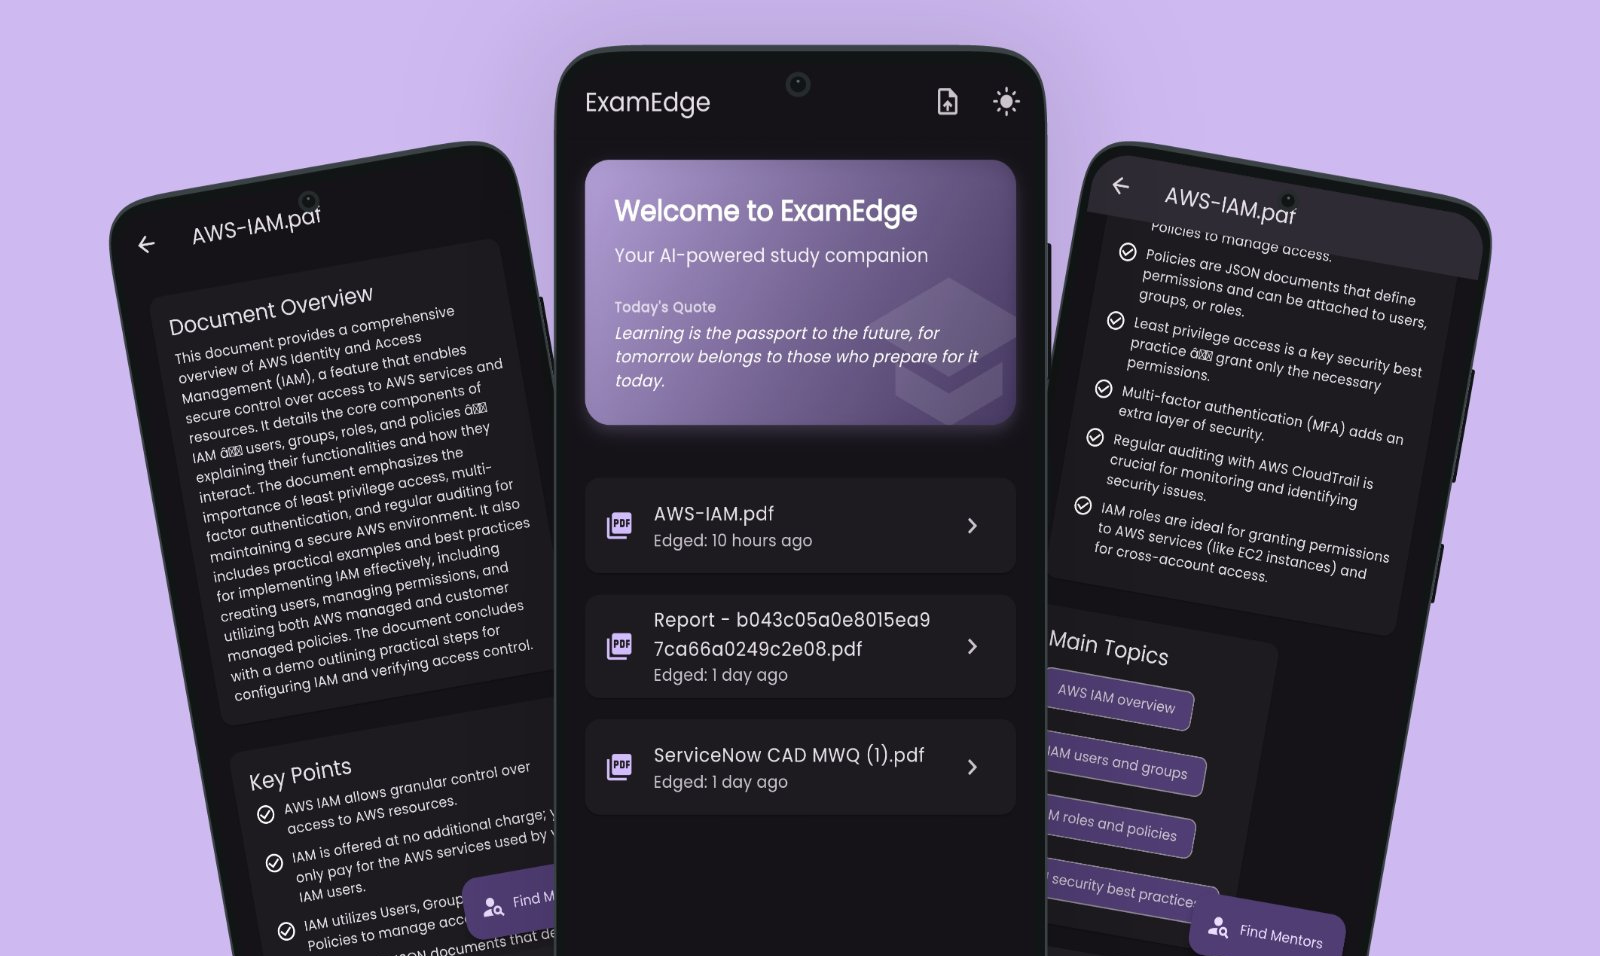 AWS-IAM.pdf
Document Overview
This document provides a comprehensive
overview of AWS Identity and Access
Management (IAM), a feature that enables
secure control over access to AWS services and
resources. It details the core components of
IAM â users, groups, roles, and policies â
explaining their functionalities and how they
interact. The document emphasizes the
importance of least privilege access, multi-
factor authentication, and regular auditing for
maintaining a secure AWS environment. It also
includes practical examples and best practices
for implementing IAM effectively, including
creating users, managing permissions, and
utilizing both AWS managed and customer
managed policies. The document concludes
with a demo outlining practical steps for
configuring IAM and verifying access control.
Key Points
AWS IAM allows granular control over
access to AWS resources.
IAM is offered at no additional charge;
only pay for the AWS services used by
IAM users.
IAM utilizes Users,
Policies to manage
documents that
Find
ExamEdge
Welcome to ExamEdge
Your AI-powered study companion
Today's Quote
Learning is the passport to the future, for
tomorrow belongs to those who prepare for it
today.
AWS-IAM.pdf
Edged: 10 hours ago
Report - b043c05a0e8015ea9
7ca66a0249c2e08.pdf
Edged: 1 day ago
ServiceNow CAD MWQ (1).pdf
Edged: 1 day ago
AWS-IAM.pdf
Policies to manage access.
Policies are JSON documents that define
permissions and can be attached to users,
groups, or roles.
Least privilege access is a key security best
practice â grant only the necessary
permissions.
Multi-factor authentication (MFA) adds an
extra layer of security.
Regular auditing with AWS CloudTrail is
crucial for monitoring and identifying
security issues.
IAM roles are ideal for granting permissions
to AWS services (like EC2 instances) and
for cross-account access.
Main Topics
AWS IAM overview
IAM users and groups
roles and policies
security best practices
Find Mentors